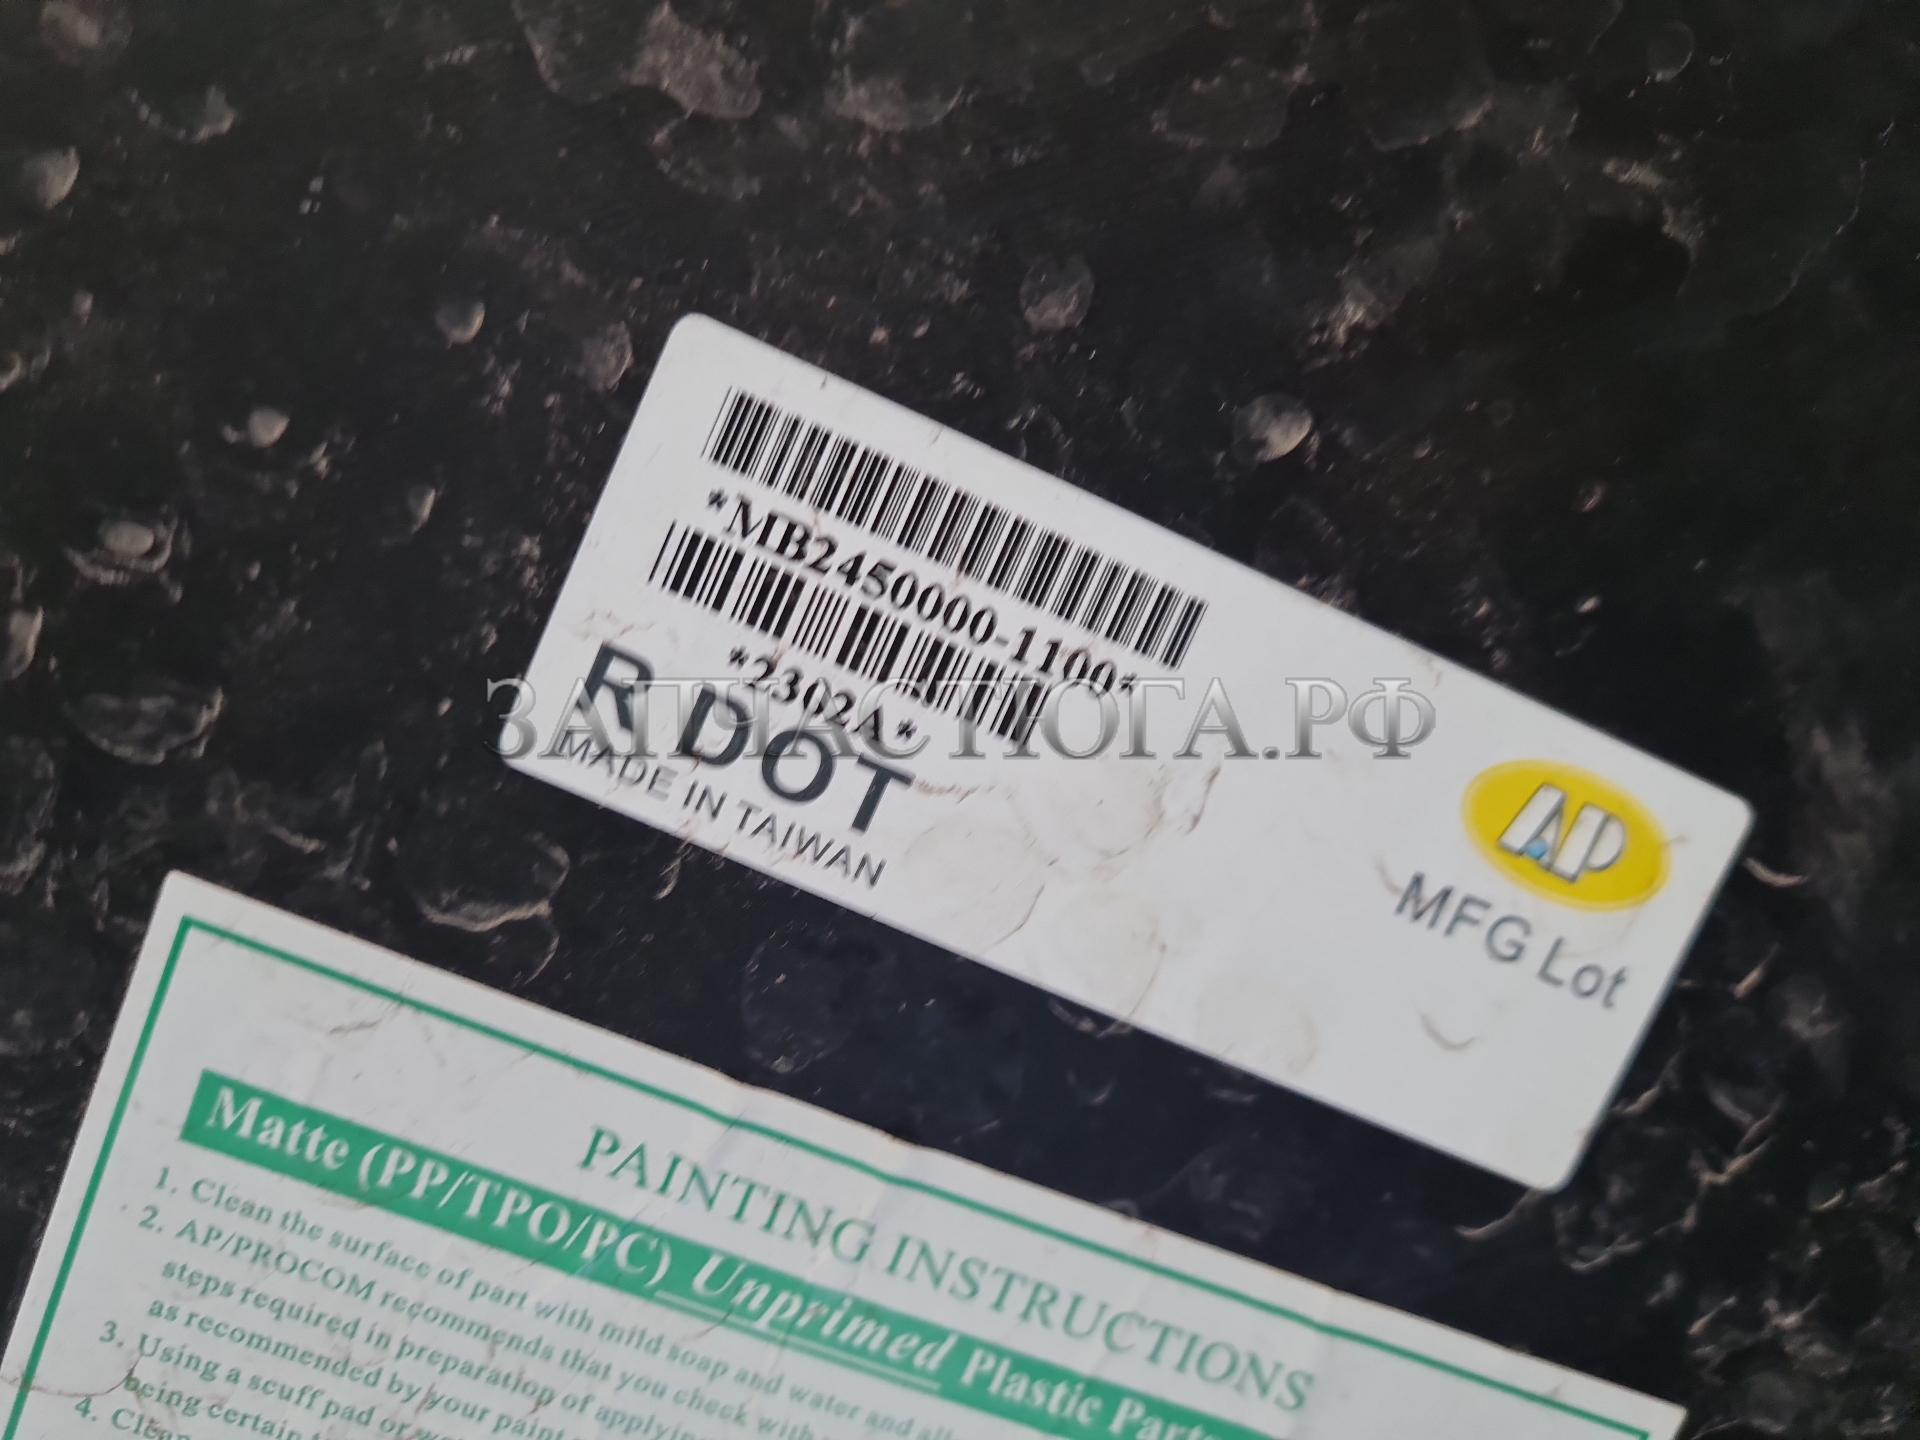 *MB2450000-1100*
*2302A*
R DOT
MADE IN TAIWAN
AP
MFG Lot
ЗАПЧАСТЮГА.РФ
PAINTING INSTRUCTIONS
Matte (PP/TPO/PC) Unprimed Plastic Parts
1. Clean the surface of part with mild soap and water and
2. AP/PROCOM recommends that you check with
steps required in preparation of applying
as recommended by your paint
3. Using a scuff pad or
being certain
4. Clean